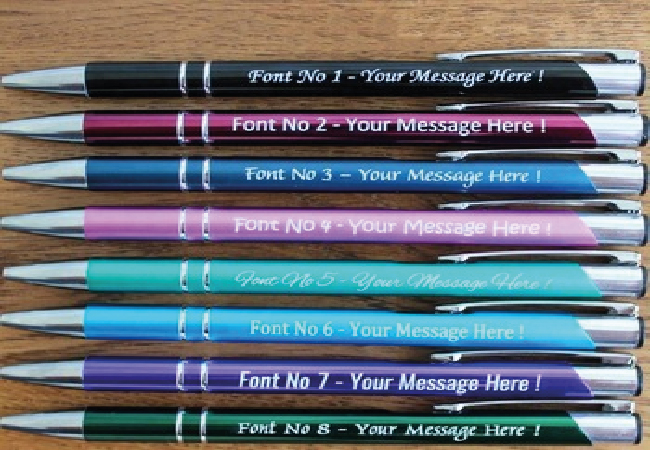 Font No 1 - Your Message Here !
Font No 2 - Your Message Here !
Font No 3 - Your Message Here !
Font No 4 - Your Message Here !
Font No 5 - Your Message Here !
Font No 6 - Your Message Here !
Font No 7 - Your Message Here !
Font No 8 - Your Message Here !